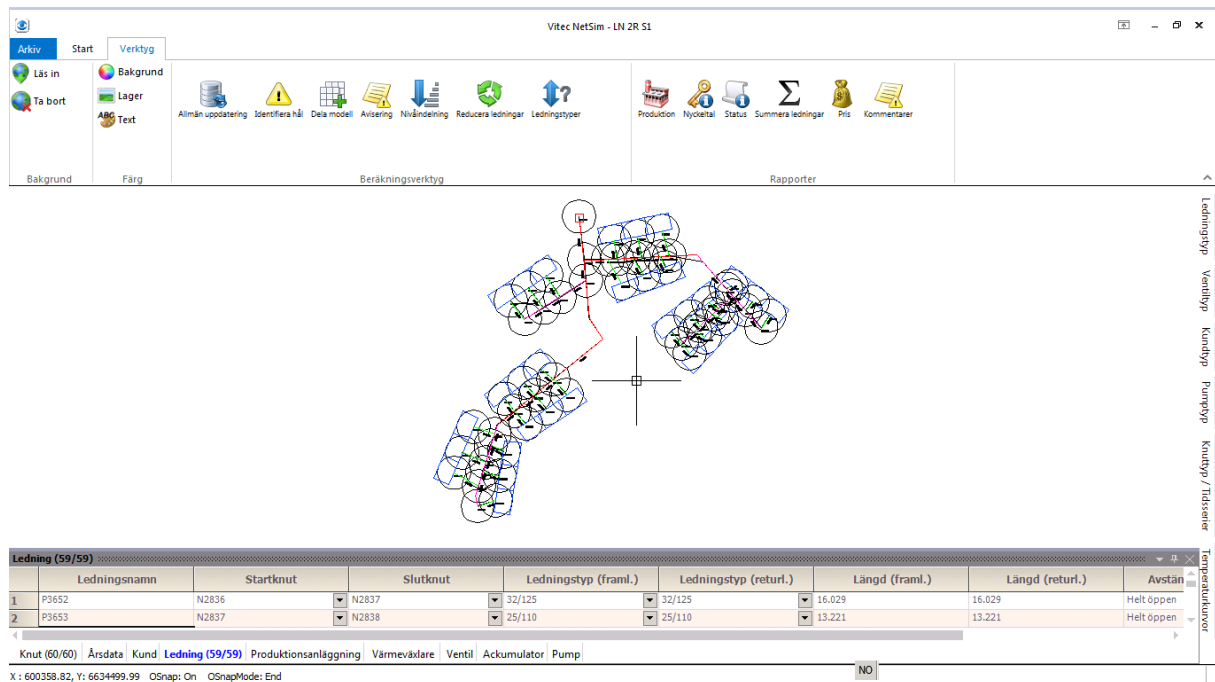 Vitec NetSim - LN 2R S1
Arkiv Start Verktyg
Läs in
Ta bort
Bakgrund
Lager
ABC Text
Allmän uppdatering Identifiera hål Dela modell Avisering Nivåindelning Reducera ledningar Ledningstyper
Produktion Nyckeltal Status Summera ledningar Pris Kommentarer
Bakgrund Färg Beräkningsverktyg Rapporter
Ledningstyp
Ventiltyp
Kundtyp
Pumptyp
Knuttyp / Tidsserier
Temperaturkurvor
Ledning (59/59)
Ledningsnamn Startknut Slutknut Ledningstyp (framl.) Ledningstyp (returl.) Längd (framl.) Längd (returl.) Avstän
1 P3652 N2836 N2837 32/125 32/125 16.029 16.029 Helt öppen
2 P3653 N2837 N2838 25/110 25/110 13.221 13.221 Helt öppen
Knut (60/60) Årsdata Kund Ledning (59/59) Produktionsanläggning Värmeväxlare Ventil Ackumulator Pump
NO
X : 600358.82, Y: 6634499.99 OSnap: On OSnapMode: End